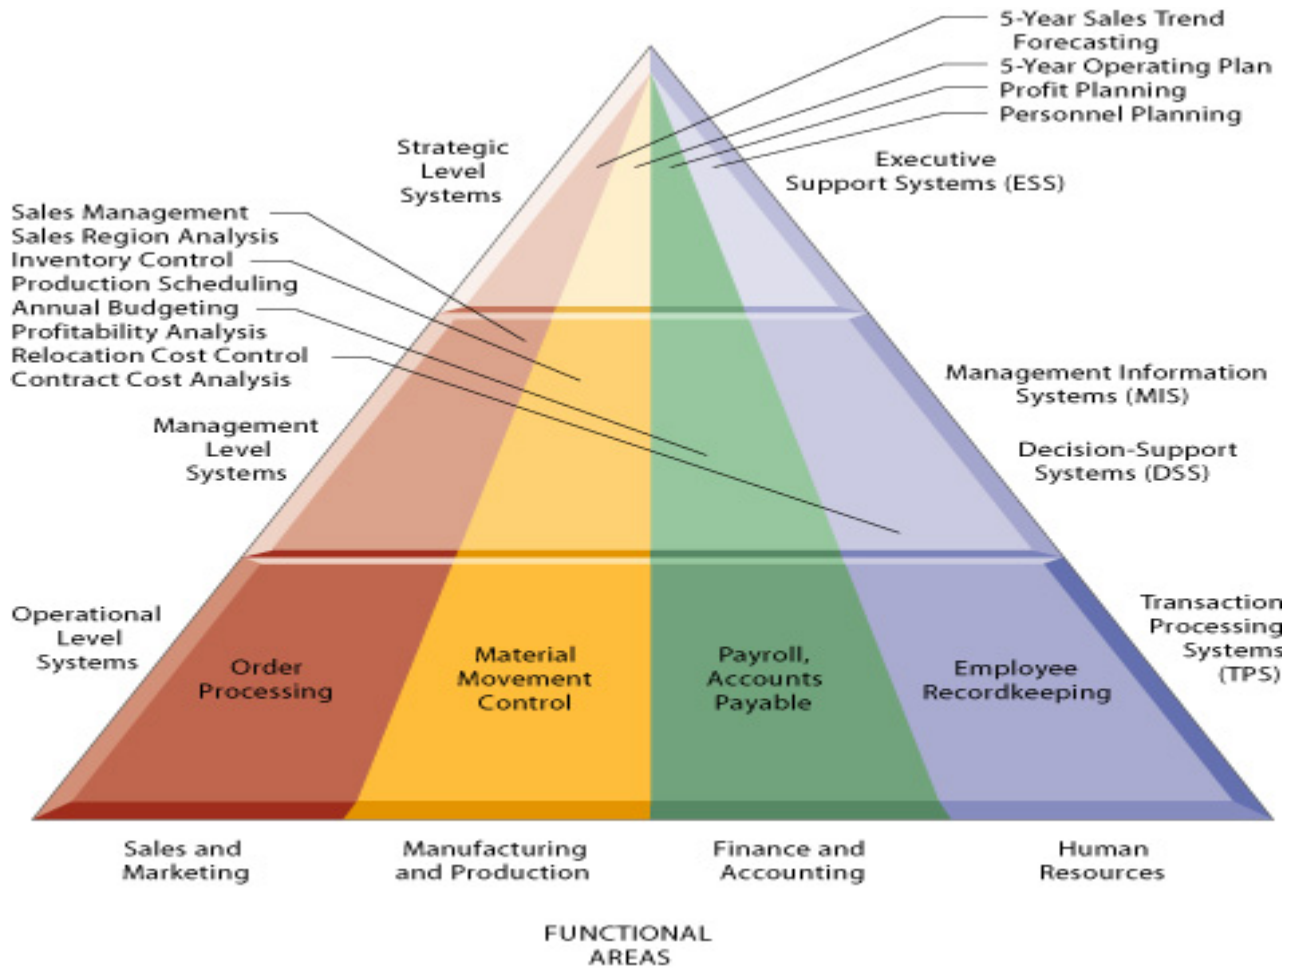 5-Year Sales Trend
Forecasting
5-Year Operating Plan
Profit Planning
Personnel Planning
Strategic
Level
Systems
Executive
Support Systems (ESS)
Sales Management
Sales Region Analysis
Inventory Control
Production Scheduling
Annual Budgeting
Profitability Analysis
Relocation Cost Control
Contract Cost Analysis
Management
Level
Systems
Management Information
Systems (MIS)
Decision-Support
Systems (DSS)
Operational
Level
Systems
Order
Processing
Material
Movement
Control
Payroll,
Accounts
Payable
Employee
Recordkeeping
Transaction
Processing
Systems
(TPS)
Sales and
Marketing
Manufacturing
and Production
Finance and
Accounting
Human
Resources
FUNCTIONAL
AREAS